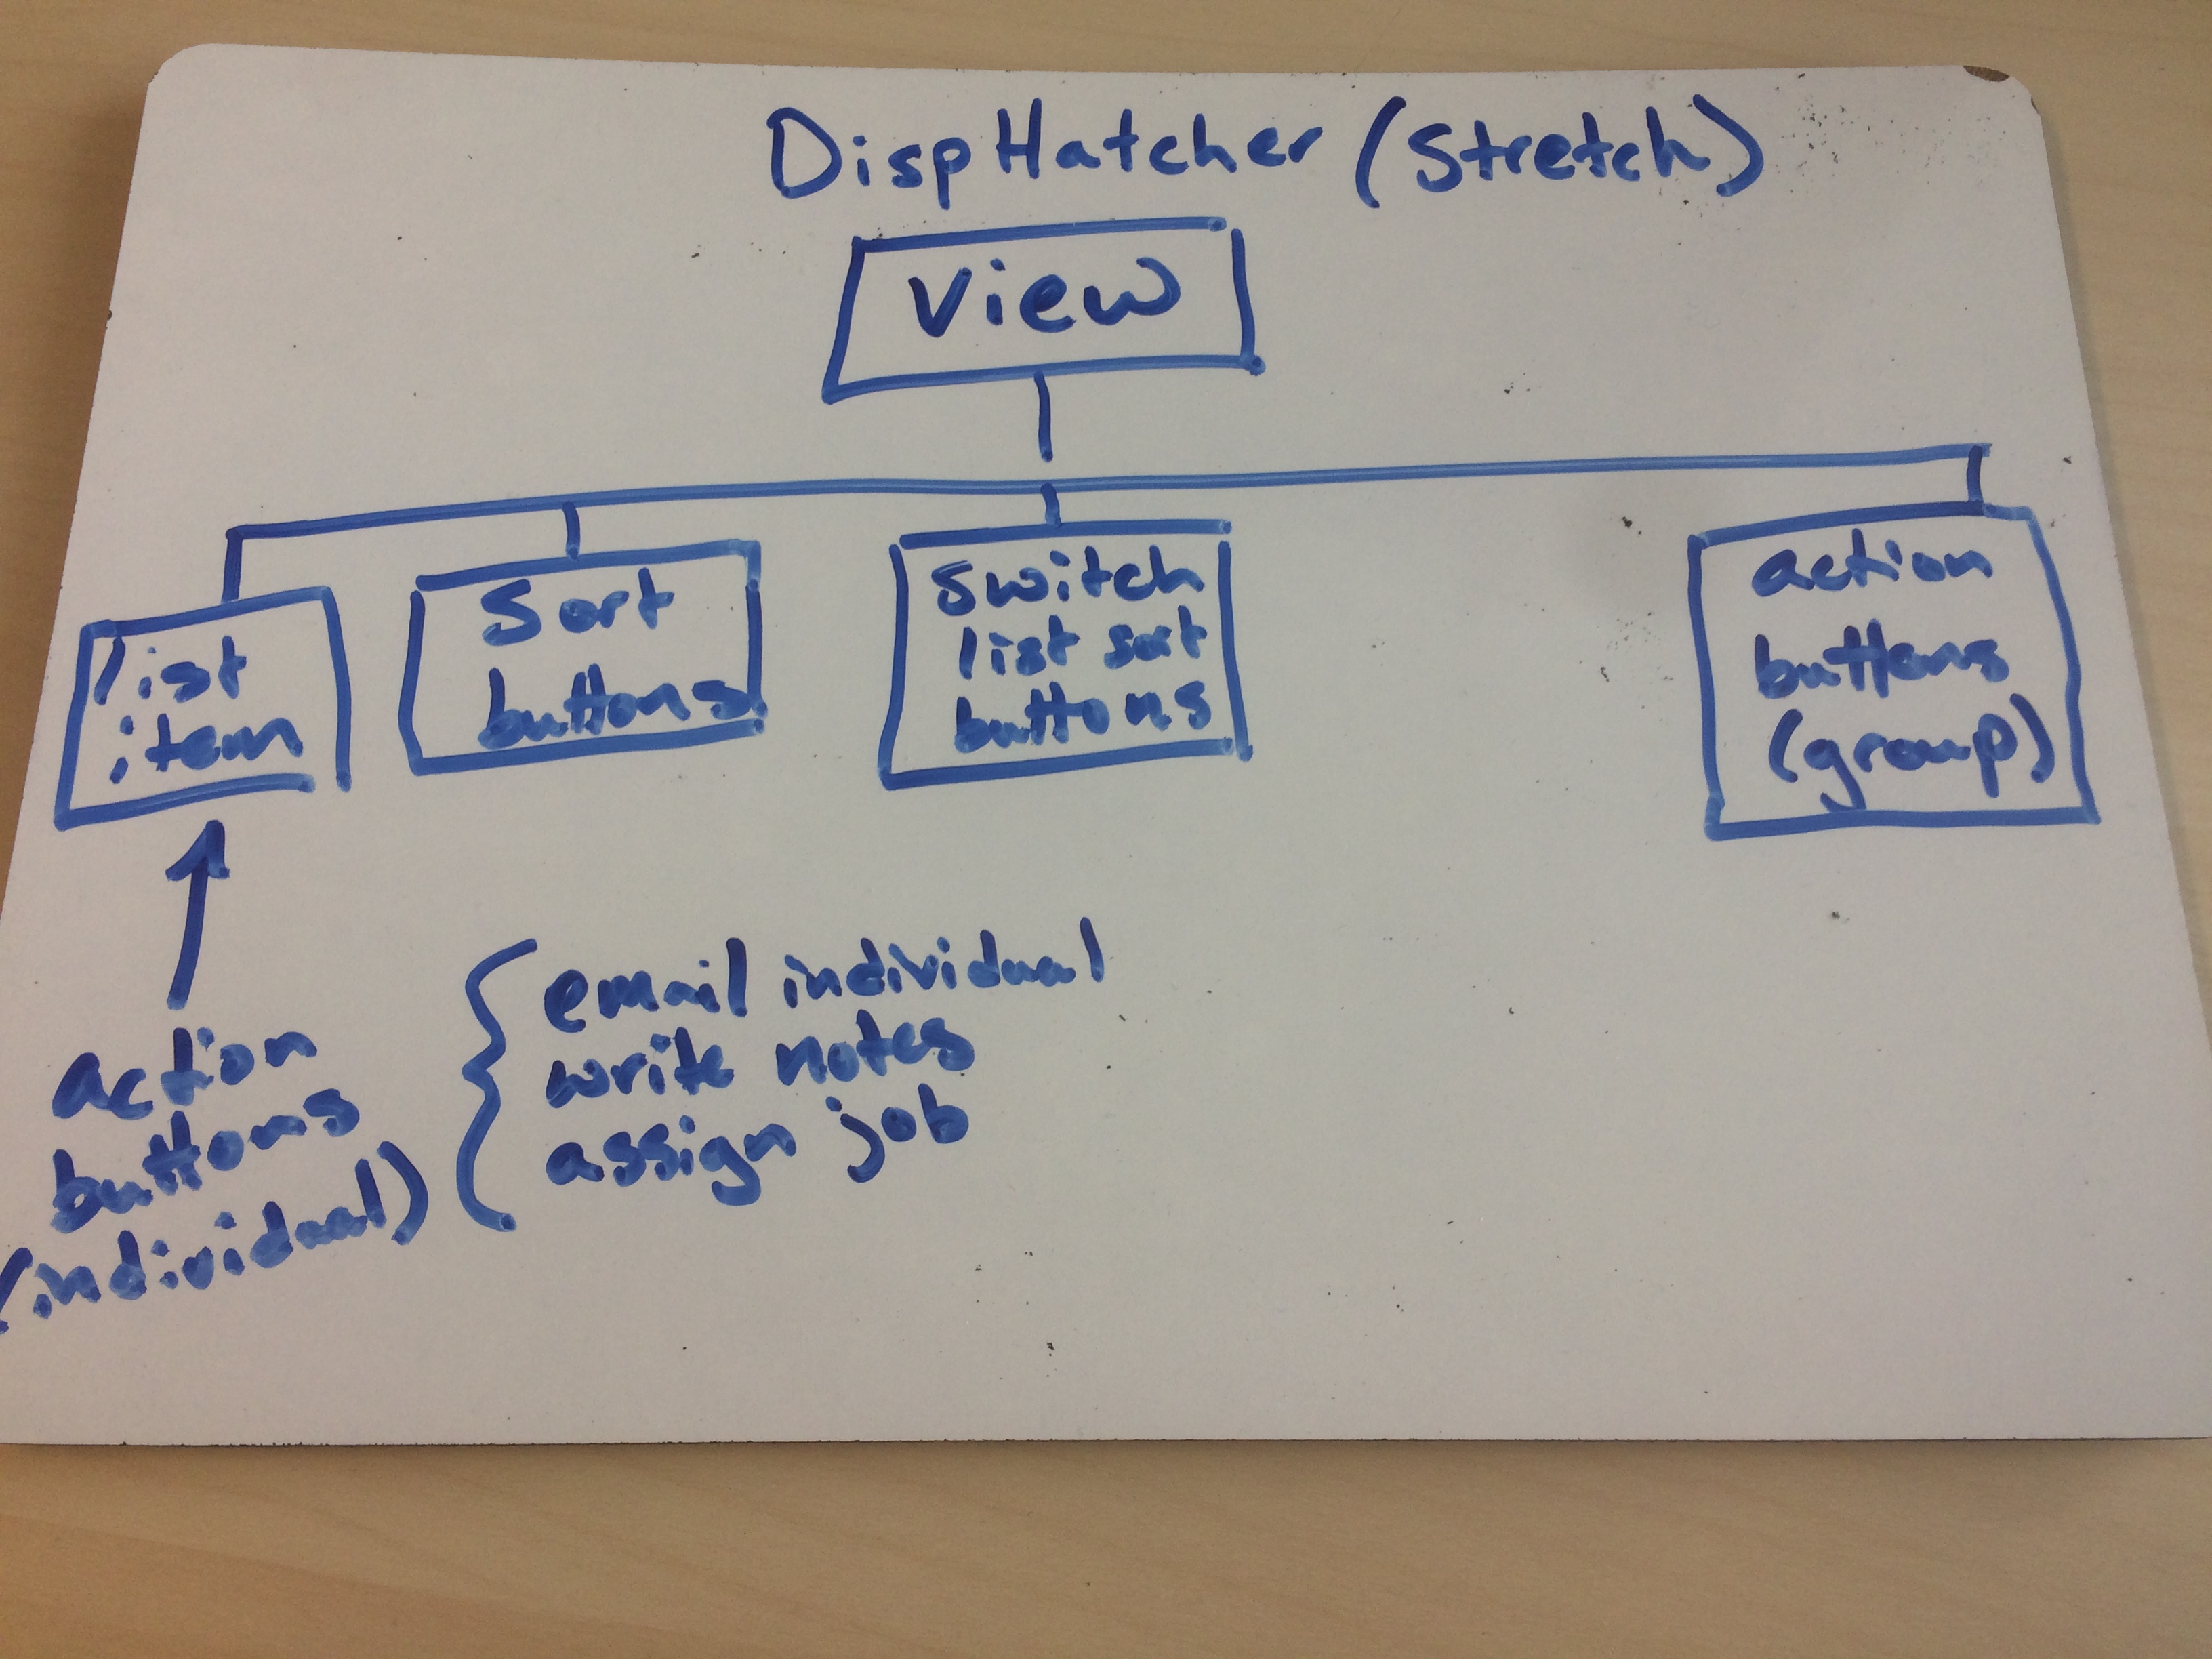 DispHatcher (Stretch)
View
list
item
Sort
buttons
Switch
list sort
buttons
action
buttons
(group)
action
buttons
(individual)
email individual
write notes
assign job